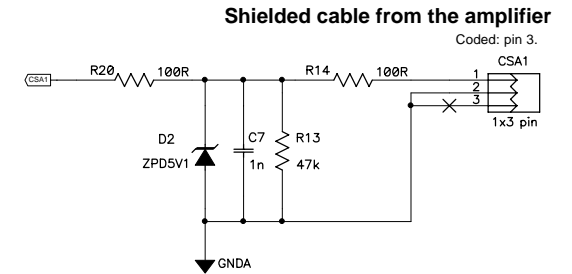 Shielded cable from the amplifier
Coded: pin 3.
CSA1
CSA1 R20 100R R14 100R 1
2
3
1x3 pin
D2 C7 R13
ZPD5V1 1n 47k
GNDA